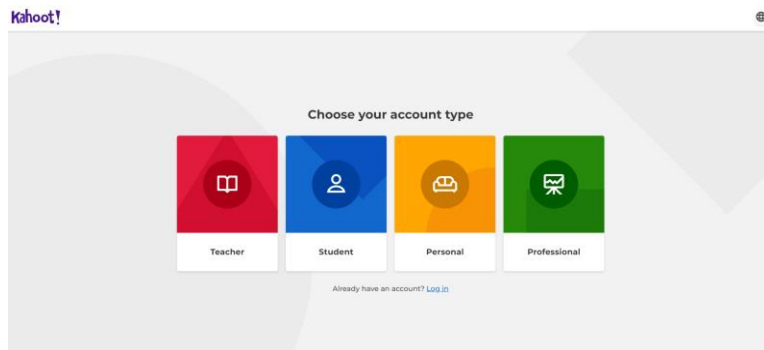 Kahoot!
Choose your account type
Teacher
Student
Personal
Professional
Already have an account? Log in